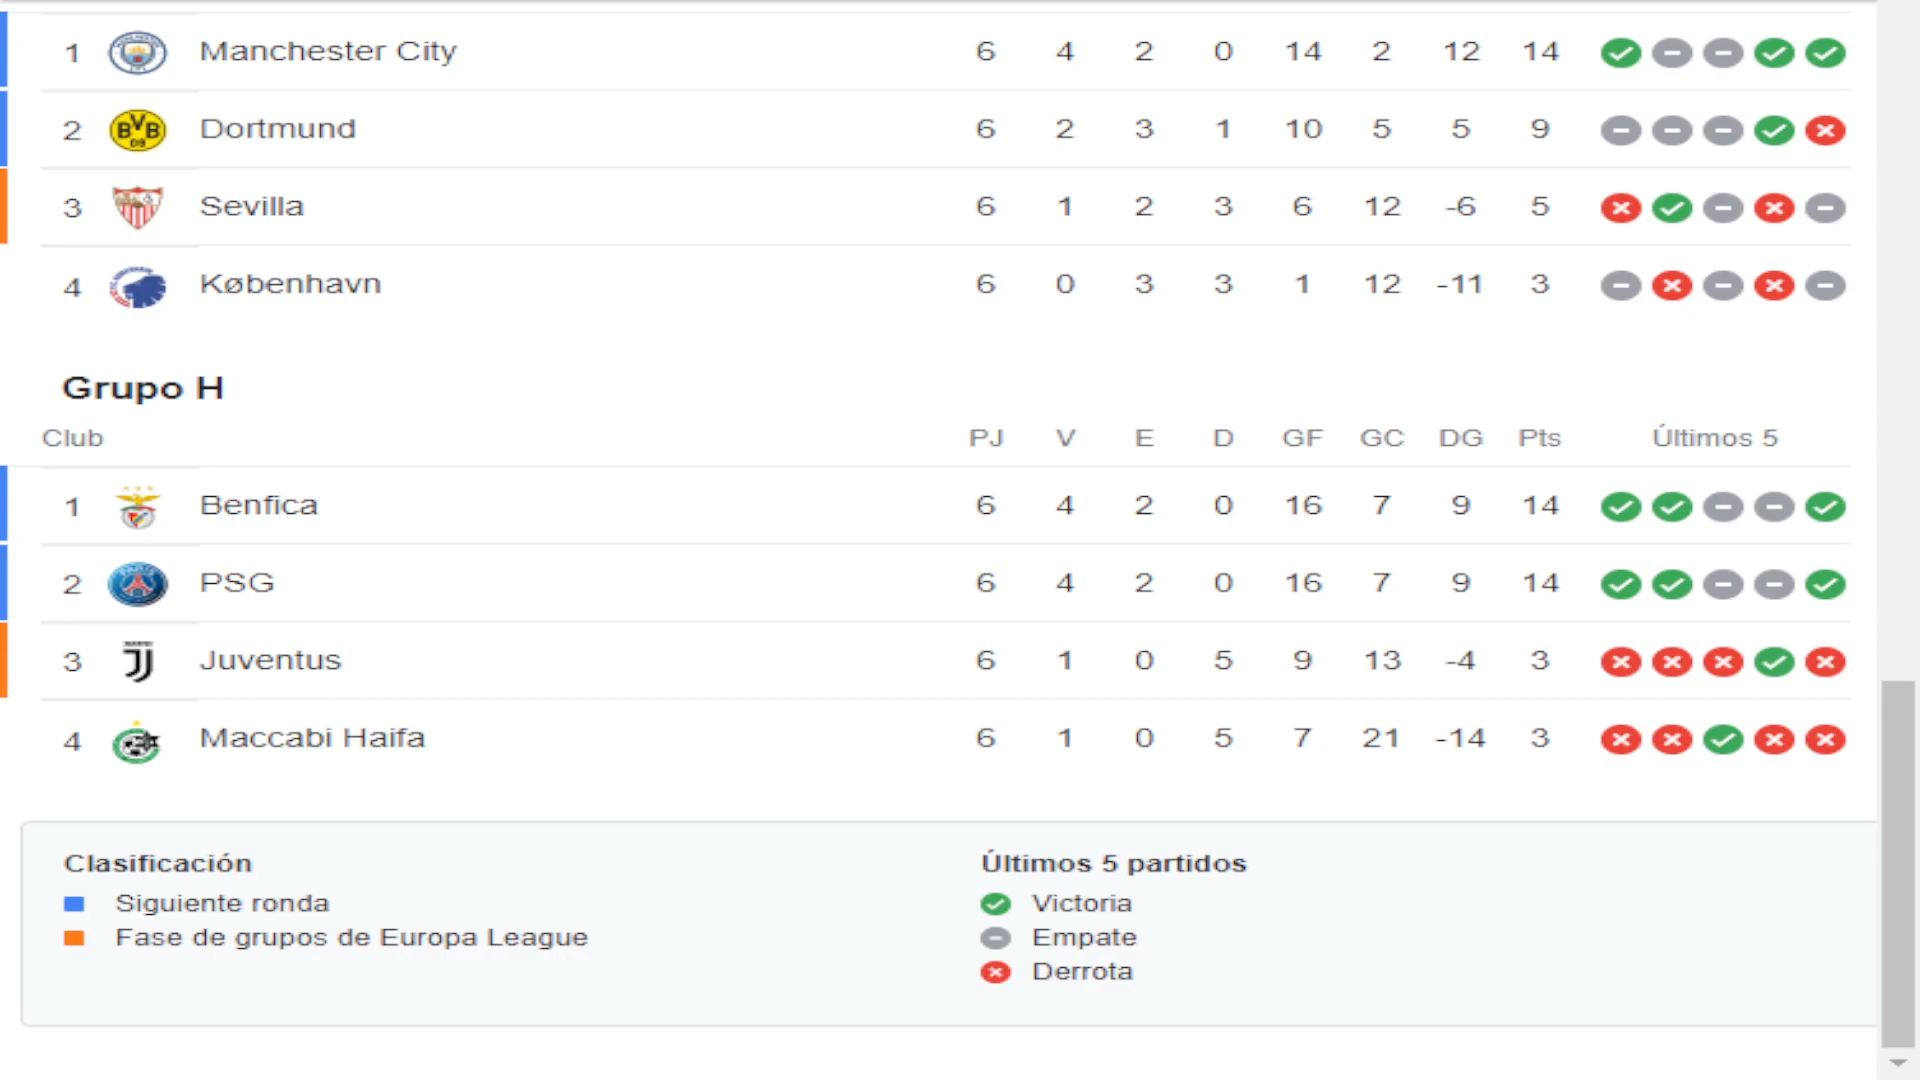 1 Manchester City 6 4 2 0 14 2 12 14
2 Dortmund 6 2 3 1 10 5 5 9
3 Sevilla 6 1 2 3 6 12 -6 5
4 København 6 0 3 3 1 12 -11 3
Grupo H
Club PJ V E D GF GC DG Pts Últimos 5
1 Benfica 6 4 2 0 16 7 9 14
2 PSG 6 4 2 0 16 7 9 14
3 Juventus 6 1 0 5 9 13 -4 3
4 Maccabi Haifa 6 1 0 5 7 21 -14 3
Clasificación
Siguiente ronda
Fase de grupos de Europa League
Últimos 5 partidos
Victoria
Empate
Derrota